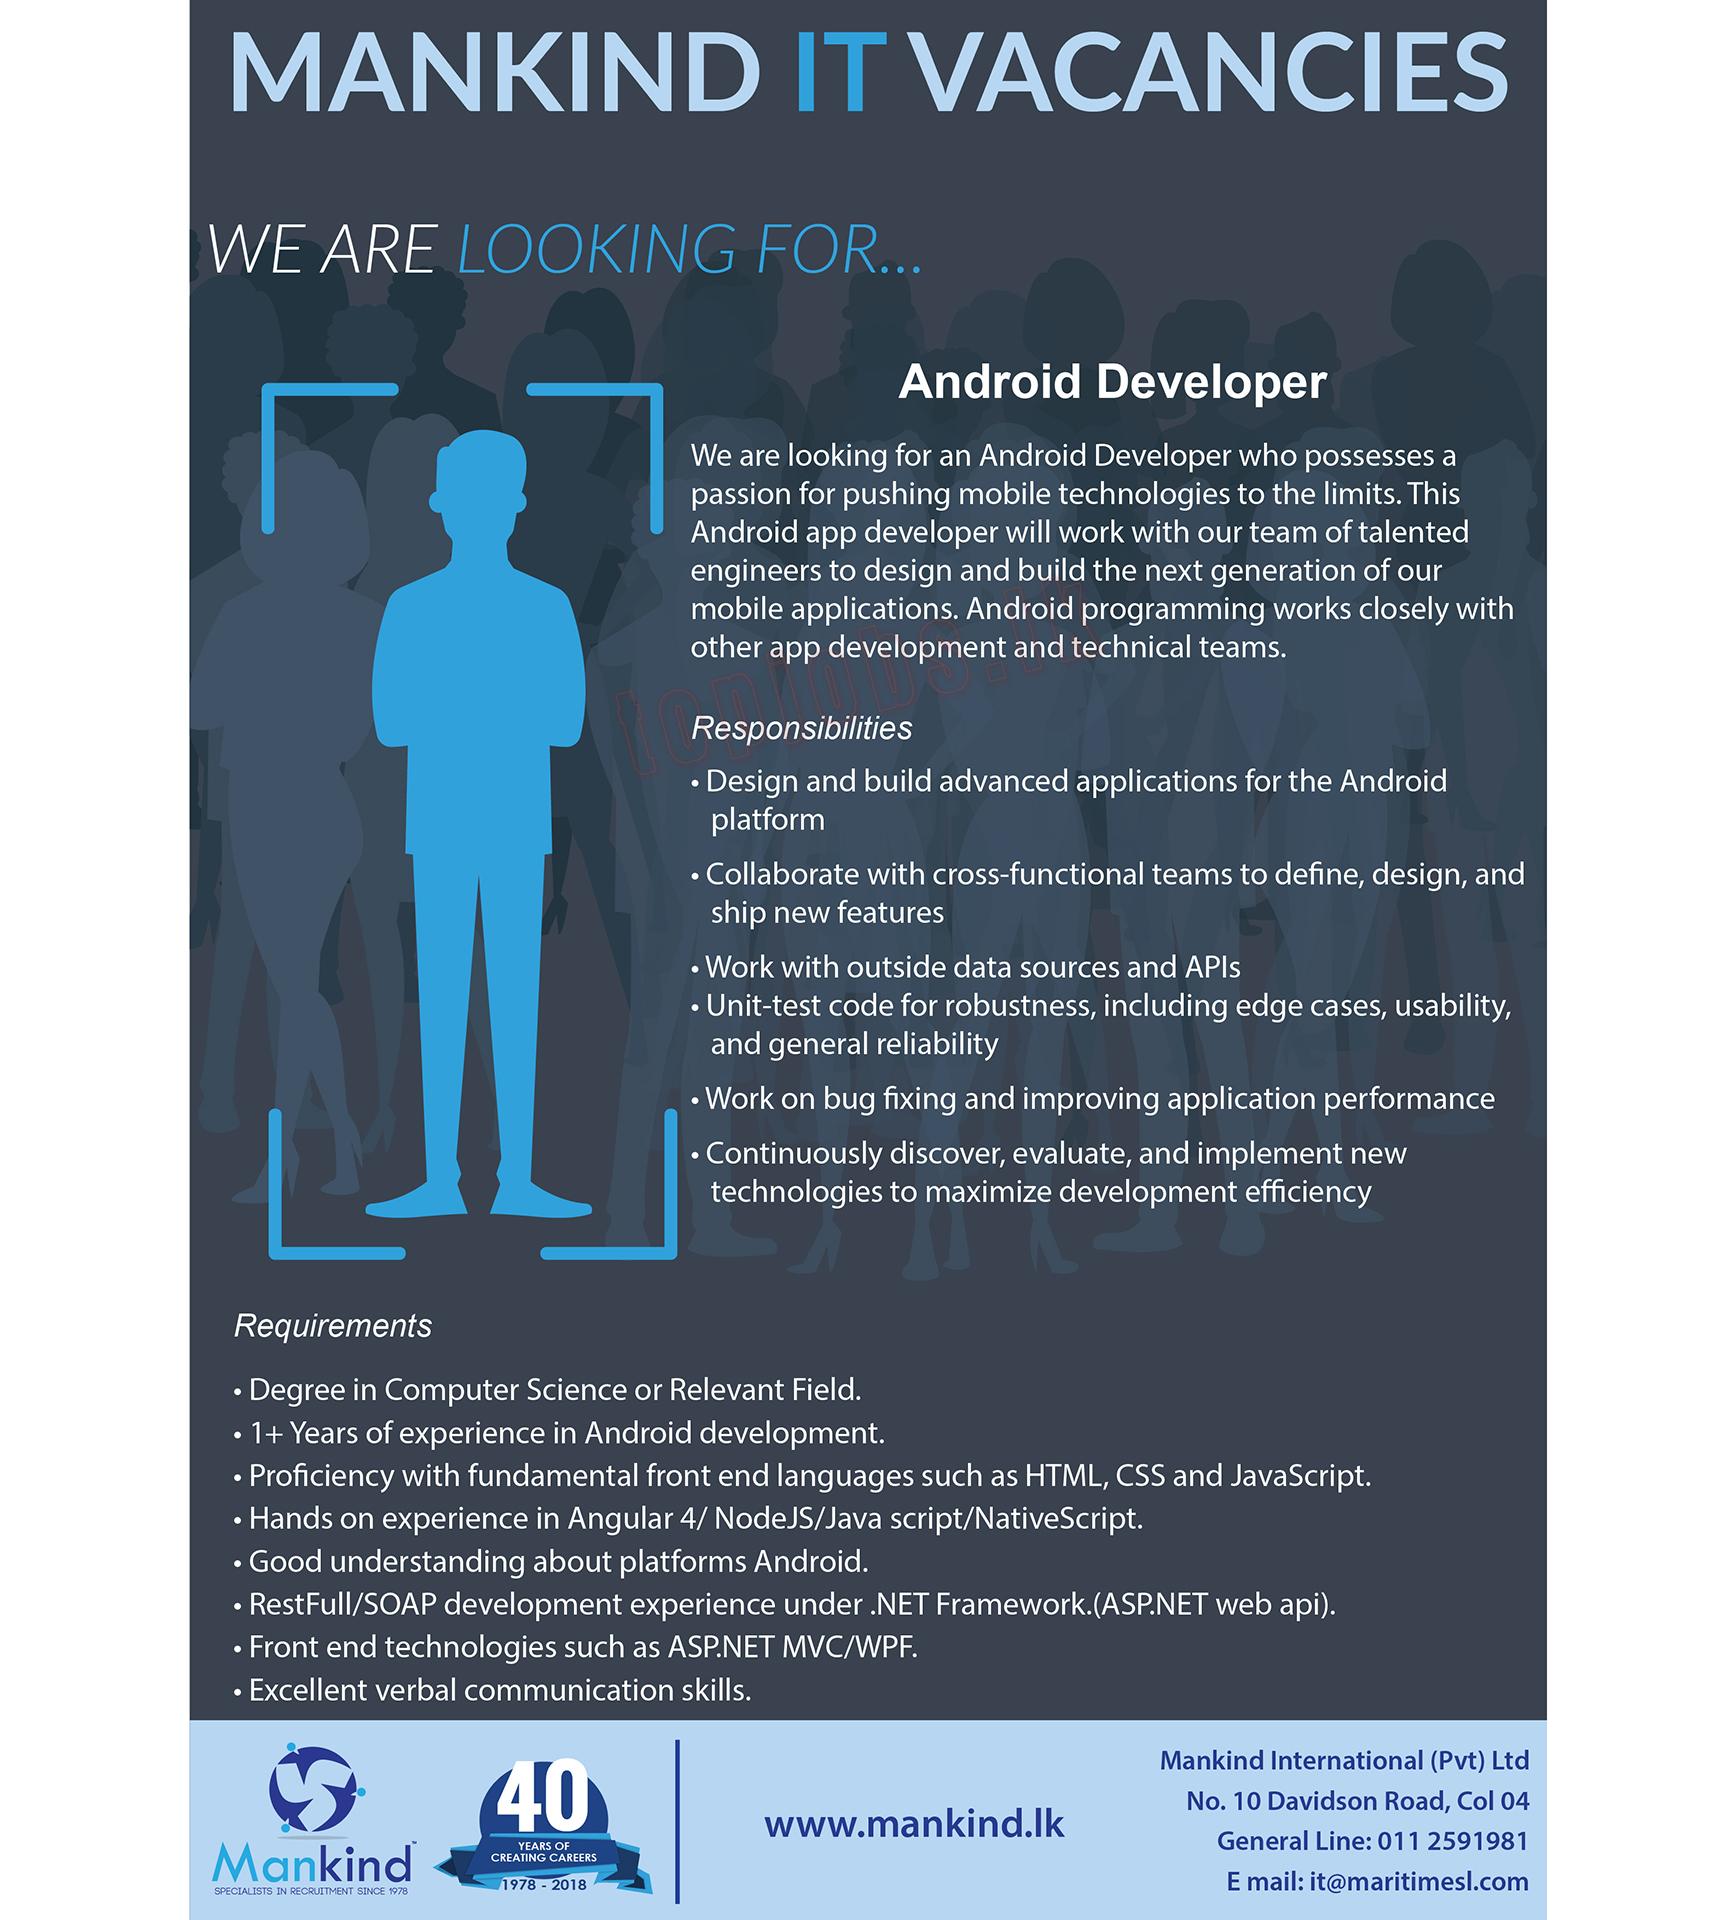 MANKIND IT VACANCIES
WE ARE LOOKING FOR...
Android Developer
We are looking for an Android Developer who possesses a
passion for pushing mobile technologies to the limits. This
Android app developer will work with our team of talented
engineers to design and build the next generation of our
mobile applications. Android programming works closely with
other app development and technical teams.
topjobs.lk
Responsibilities
• Design and build advanced applications for the Android
platform
• Collaborate with cross-functional teams to define, design, and
ship new features
• Work with outside data sources and APIs
• Unit-test code for robustness, including edge cases, usability,
and general reliability
• Work on bug fixing and improving application performance
• Continuously discover, evaluate, and implement new
technologies to maximize development efficiency
Requirements
• Degree in Computer Science or Relevant Field.
• 1+ Years of experience in Android development.
• Proficiency with fundamental front end languages such as HTML, CSS and JavaScript.
• Hands on experience in Angular 4/ NodeJS/Java script/NativeScript.
• Good understanding about platforms Android.
• RestFull/SOAP development experience under .NET Framework.(ASP.NET web api).
• Front end technologies such as ASP.NET MVC/WPF.
• Excellent verbal communication skills.
Mankind™
SPECIALISTS IN RECRUITMENT SINCE 1978
40
YEARS OF
CREATING CAREERS
1978 - 2018
www.mankind.lk
Mankind International (Pvt) Ltd
No. 10 Davidson Road, Col 04
General Line: 011 2591981
E mail: it@maritimesl.com